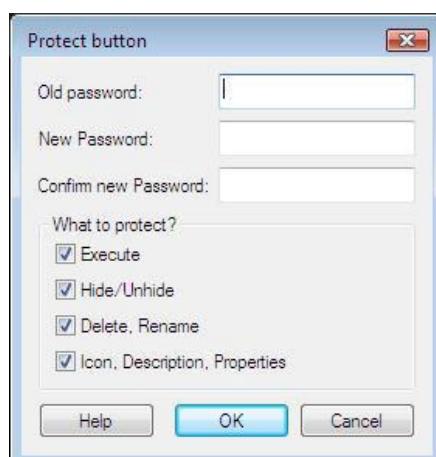 Protect button
Old password:
New Password:
Confirm new Password:
What to protect?
Execute
Hide/Unhide
Delete, Rename
Icon, Description, Properties
Help OK Cancel